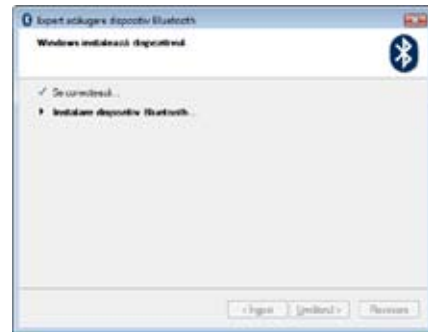 Expert adăugare dispozitiv Bluetooth
Windows instalează dispozitivul.
Se conectează...
Instalare dispozitiv Bluetooth...
< Înapoi Următorul > Revocare